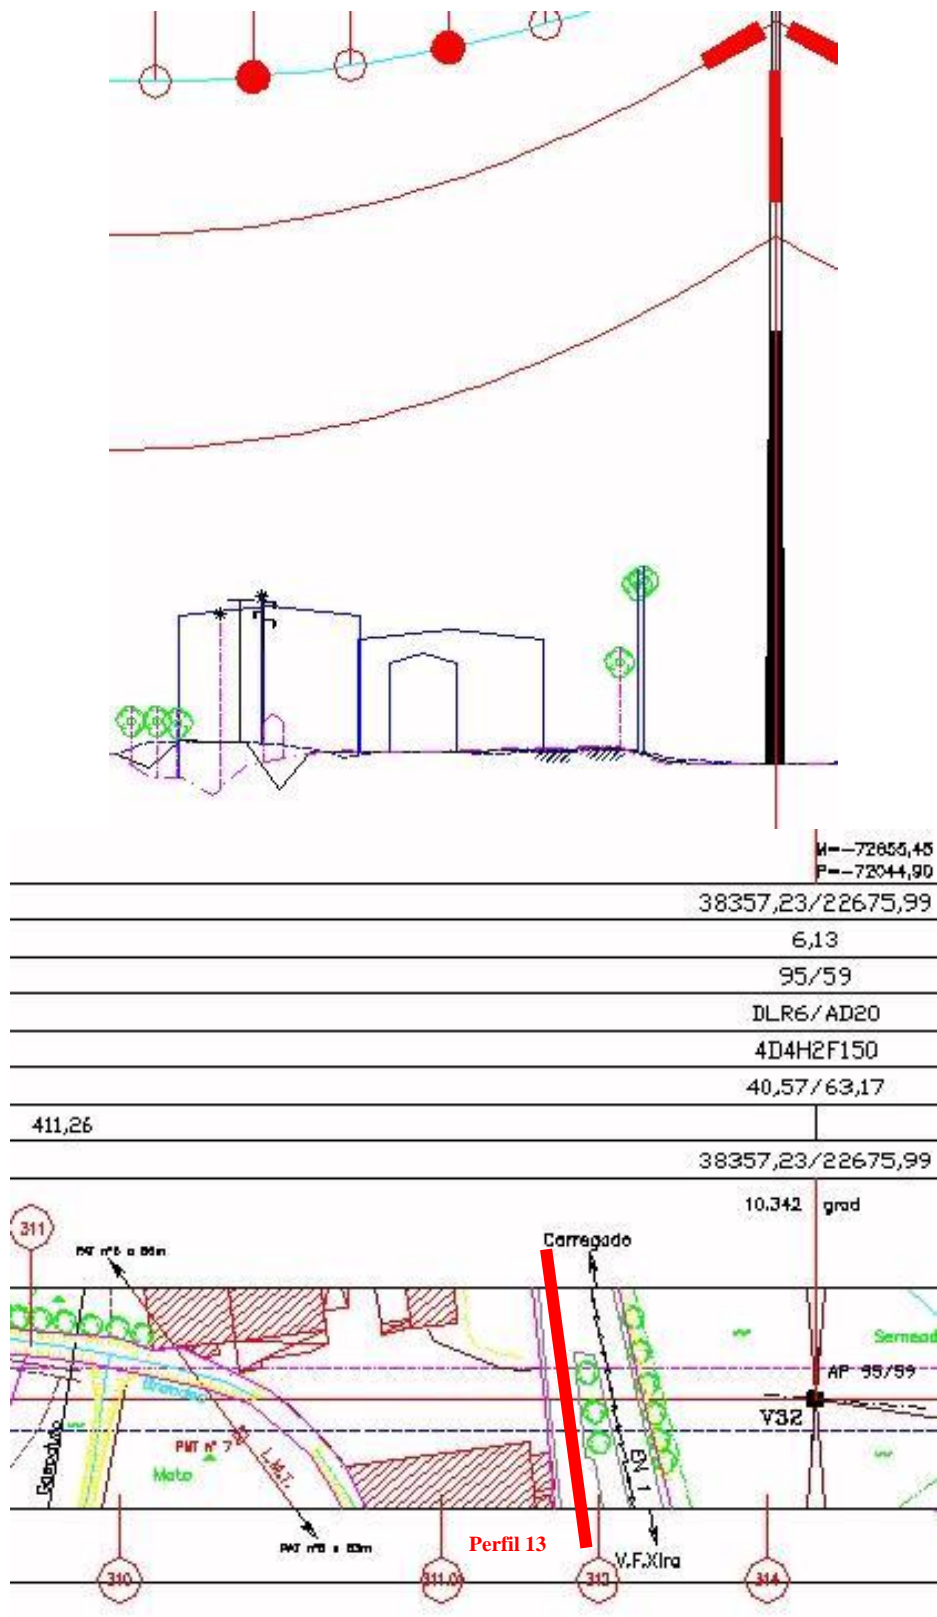 M=-72655,45
P=-72044,90
38357,23/22675,99
6,13
95/59
DLR6/AD20
4D4H2F150
40,57/63,17
411,26
38357,23/22675,99
10.342 grad
311
Carregado
AP 95/59
V32
Gasoduto
PMT nº 7
L.M.T.
Mato
EN 1
Perfil 13
V.F.Xira
310
311.0
313
314